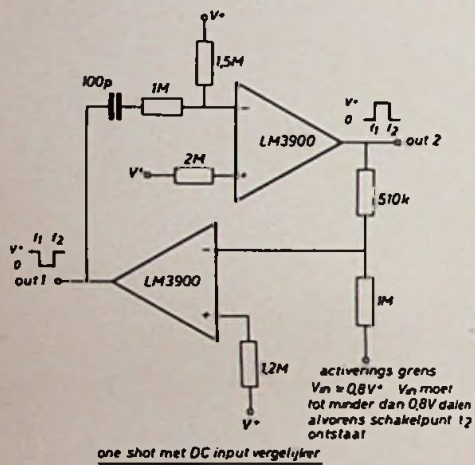 V+
1,5M
100p
1M
-
LM3900
V+
0
t1 t2
out 2
2M
V+
+
510k
V+
0
t1 t2
out 1
LM3900
-
+
1M
1,2M
V+
activerings grens
Vin ≈ 0,8V+ Vin moet
tot minder dan 0,8V dalen
alvorens schakelpunt t2
ontstaat
one shot met DC input vergelijker